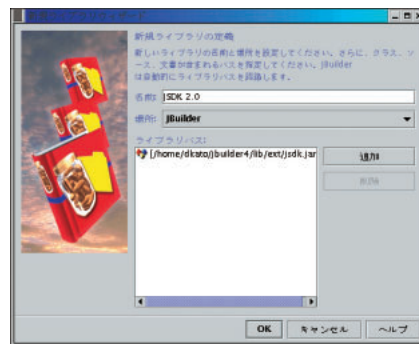 新規ライブラリの定義
新しいライブラリの名前と場所を設定してください。さらに、クラス、ソ
ース、文書が含まれるパスを指定してください。JBuilder
は自動的にライブラリパスを認識します。
名前: JSDK 2.0
場所: JBuilder
ライブラリパス:
[/home/dkato/jbuilder4/lib/ext/jsdk.jar
追加
削除
OK キャンセル ヘルプ